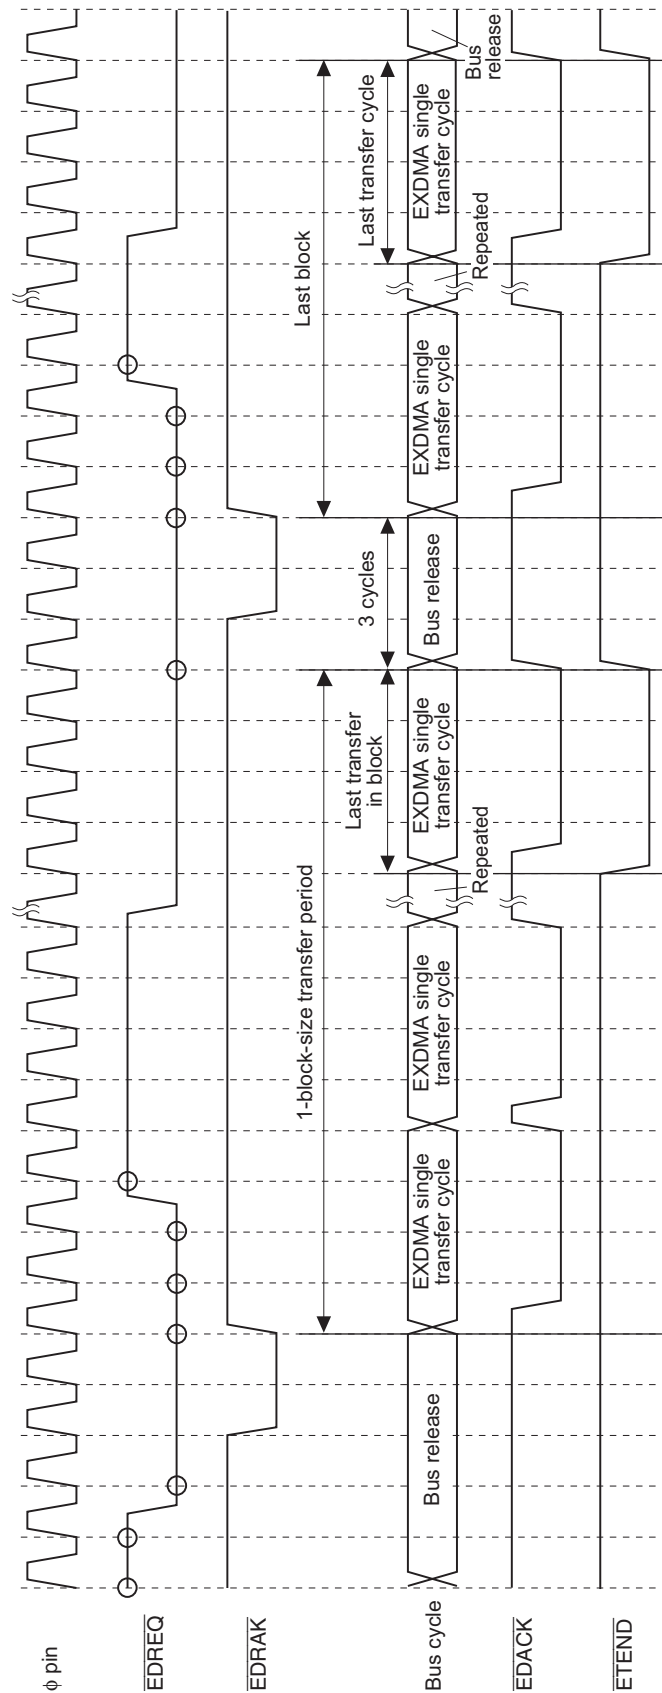 φ pin
EDREQ
EDRAK
1-block-size transfer period
Last block
3 cycles
Last transfer
in block
Last transfer cycle
Bus cycle
Bus release
EXDMA single
transfer cycle
EXDMA single
transfer cycle
Repeated
EXDMA single
transfer cycle
Bus release
EXDMA single
transfer cycle
Repeated
EXDMA single
transfer cycle
Bus
release
EDACK
ETEND